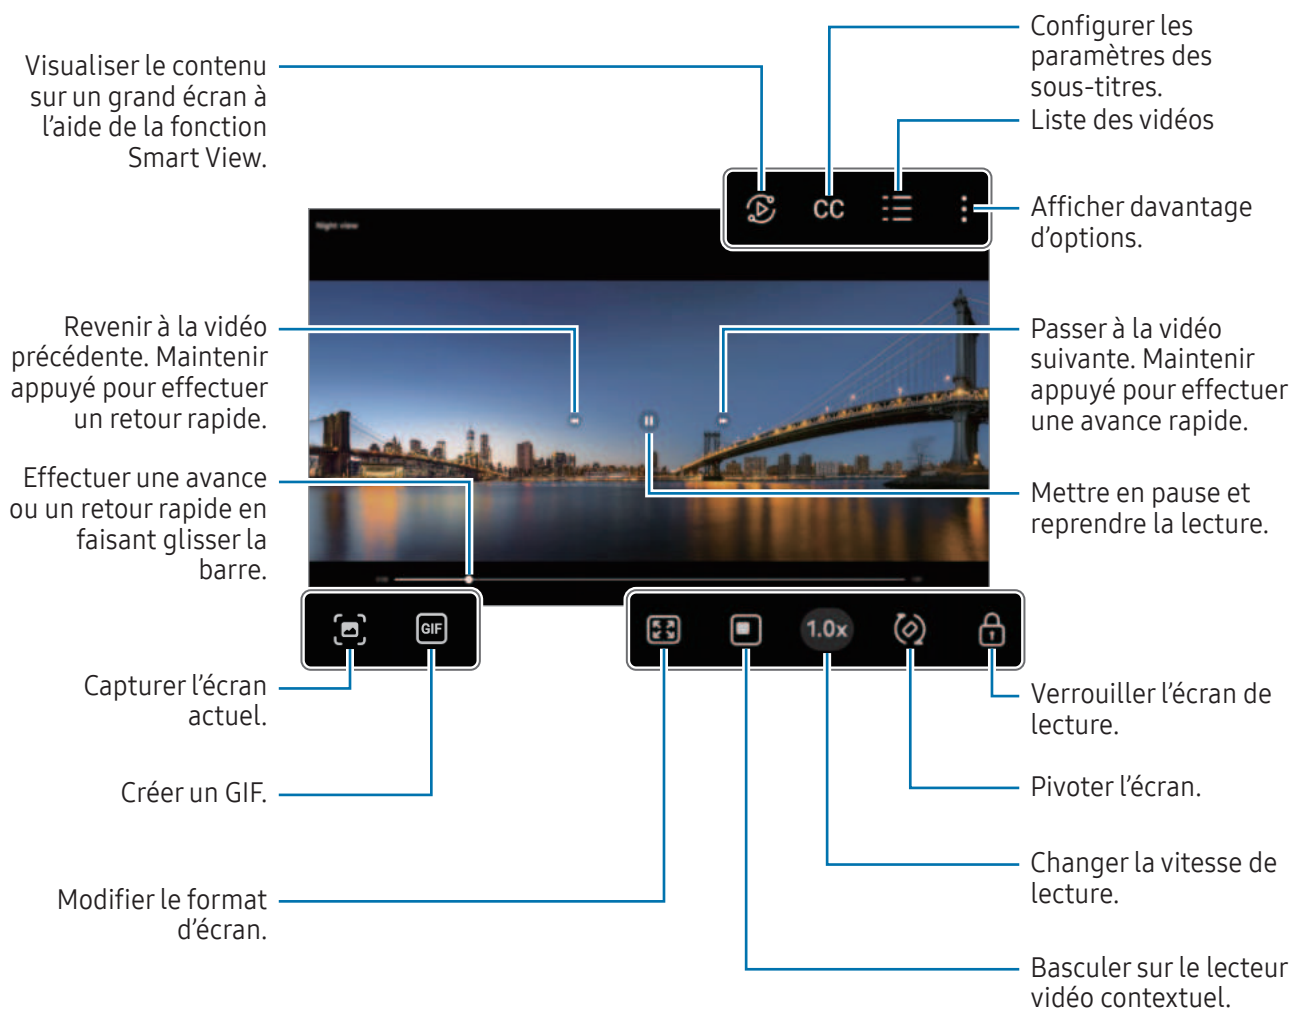 Configurer les
paramètres des
sous-titres.
Visualiser le contenu
sur un grand écran à
l'aide de la fonction
Smart View.
Liste des vidéos
CC
Afficher davantage
d'options.
Night view
Revenir à la vidéo
précédente. Maintenir
appuyé pour effectuer
un retour rapide.
Passer à la vidéo
suivante. Maintenir
appuyé pour effectuer
une avance rapide.
Effectuer une avance
ou un retour rapide en
faisant glisser la
barre.
Mettre en pause et
reprendre la lecture.
GIF
1.0x
Capturer l'écran
actuel.
Verrouiller l'écran de
lecture.
Créer un GIF.
Pivoter l'écran.
Changer la vitesse de
lecture.
Modifier le format
d'écran.
Basculer sur le lecteur
vidéo contextuel.